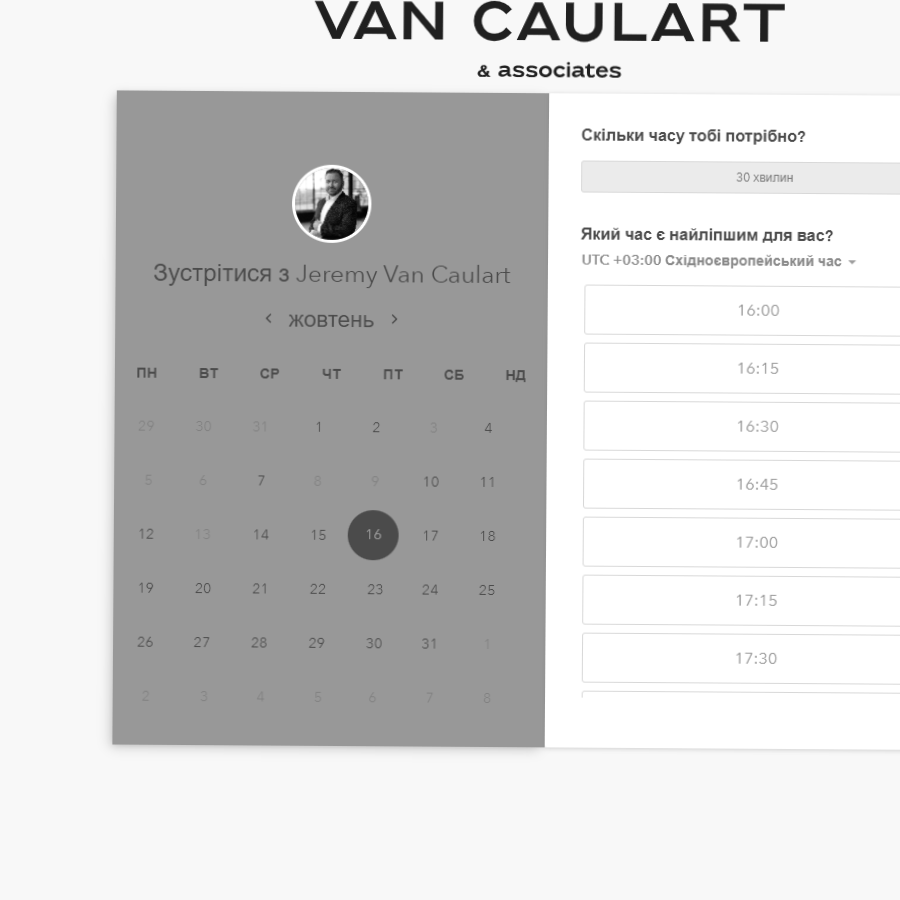 VAN CAULART
& associates
Зустрітися з Jeremy Van Caulart
жовтень
ПН ВТ СР ЧТ ПТ СБ НД
29 30 31 1 2 3 4
5 6 7 8 9 10 11
12 13 14 15 16 17 18
19 20 21 22 23 24 25
26 27 28 29 30 31 1
2 3 4 5 6 7 8
Скільки часу тобі потрібно?
30 хвилин
Який час є найліпшим для вас?
UTC +03:00 Східноєвропейський час
16:00
16:15
16:30
16:45
17:00
17:15
17:30